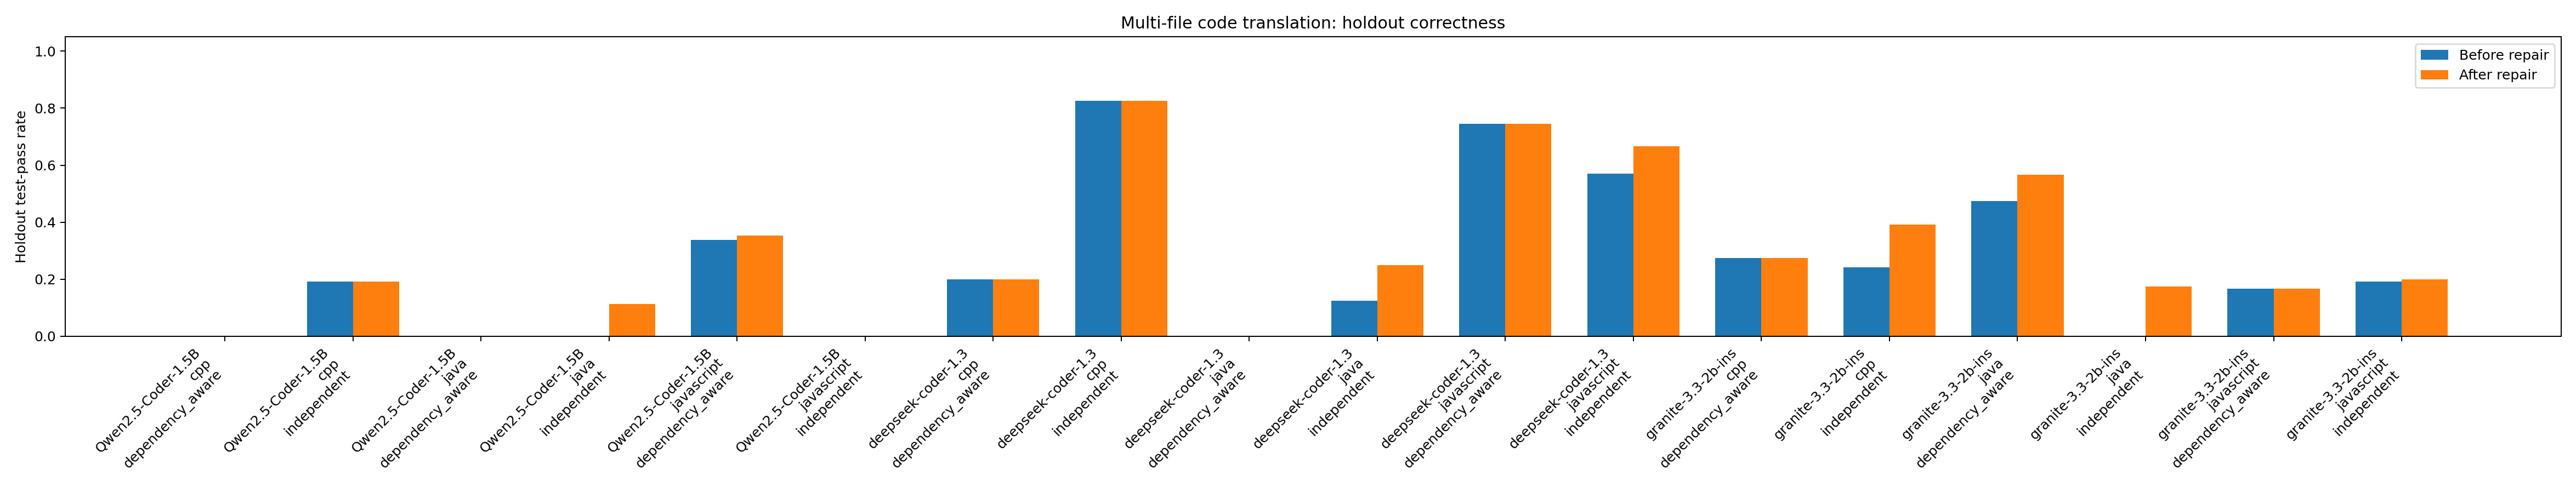 Multi-file code translation: holdout correctness
Before repair
After repair
Holdout test-pass rate
1.0
0.8
0.6
0.4
0.2
0.0
Qwen2.5-Coder-1.5B
cpp
dependency_aware
Qwen2.5-Coder-1.5B
cpp
independent
Qwen2.5-Coder-1.5B
java
dependency_aware
Qwen2.5-Coder-1.5B
java
independent
Qwen2.5-Coder-1.5B
javascript
dependency_aware
Qwen2.5-Coder-1.5B
javascript
independent
deepseek-coder-1.3
cpp
dependency_aware
deepseek-coder-1.3
cpp
independent
deepseek-coder-1.3
java
dependency_aware
deepseek-coder-1.3
java
independent
deepseek-coder-1.3
javascript
dependency_aware
deepseek-coder-1.3
javascript
independent
granite-3.3-2b-ins
cpp
dependency_aware
granite-3.3-2b-ins
cpp
independent
granite-3.3-2b-ins
java
dependency_aware
granite-3.3-2b-ins
java
independent
granite-3.3-2b-ins
javascript
dependency_aware
granite-3.3-2b-ins
javascript
independent